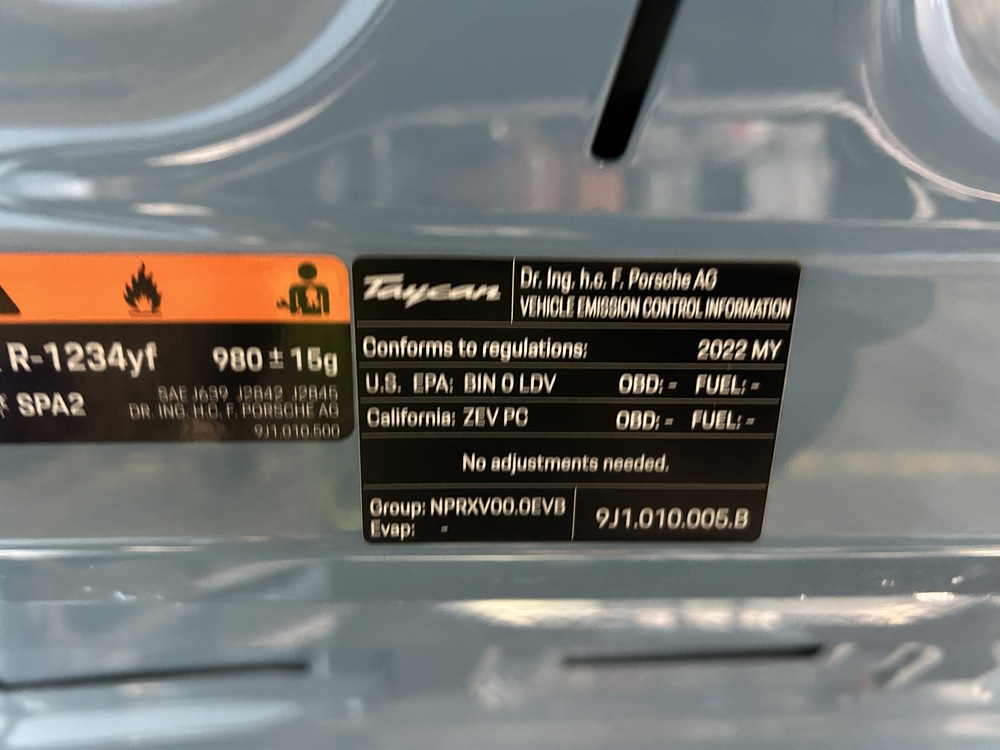 R-1234yf 980 ± 15g
SPA2
SAE J639 J2842 J2845
DR. ING. H.C. F. PORSCHE AG
9J1.010.500
Taycan
Dr. Ing. h.c. F. Porsche AG
VEHICLE EMISSION CONTROL INFORMATION
Conforms to regulations: 2022 MY
U.S. EPA: BIN 0 LDV OBD: - FUEL: -
California: ZEV PC OBD: - FUEL: -
No adjustments needed.
Group: NPRXV00.0EVB
Evap: -
9J1.010.005.B